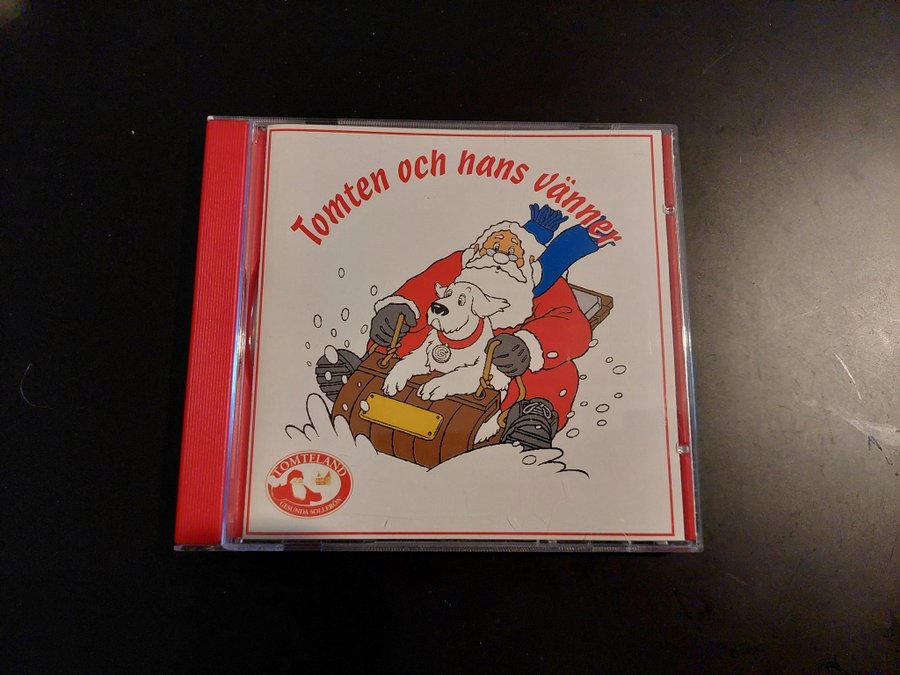 Tomten och hans vänner
TOMTELAND
GESUNDA SOLLERÖN